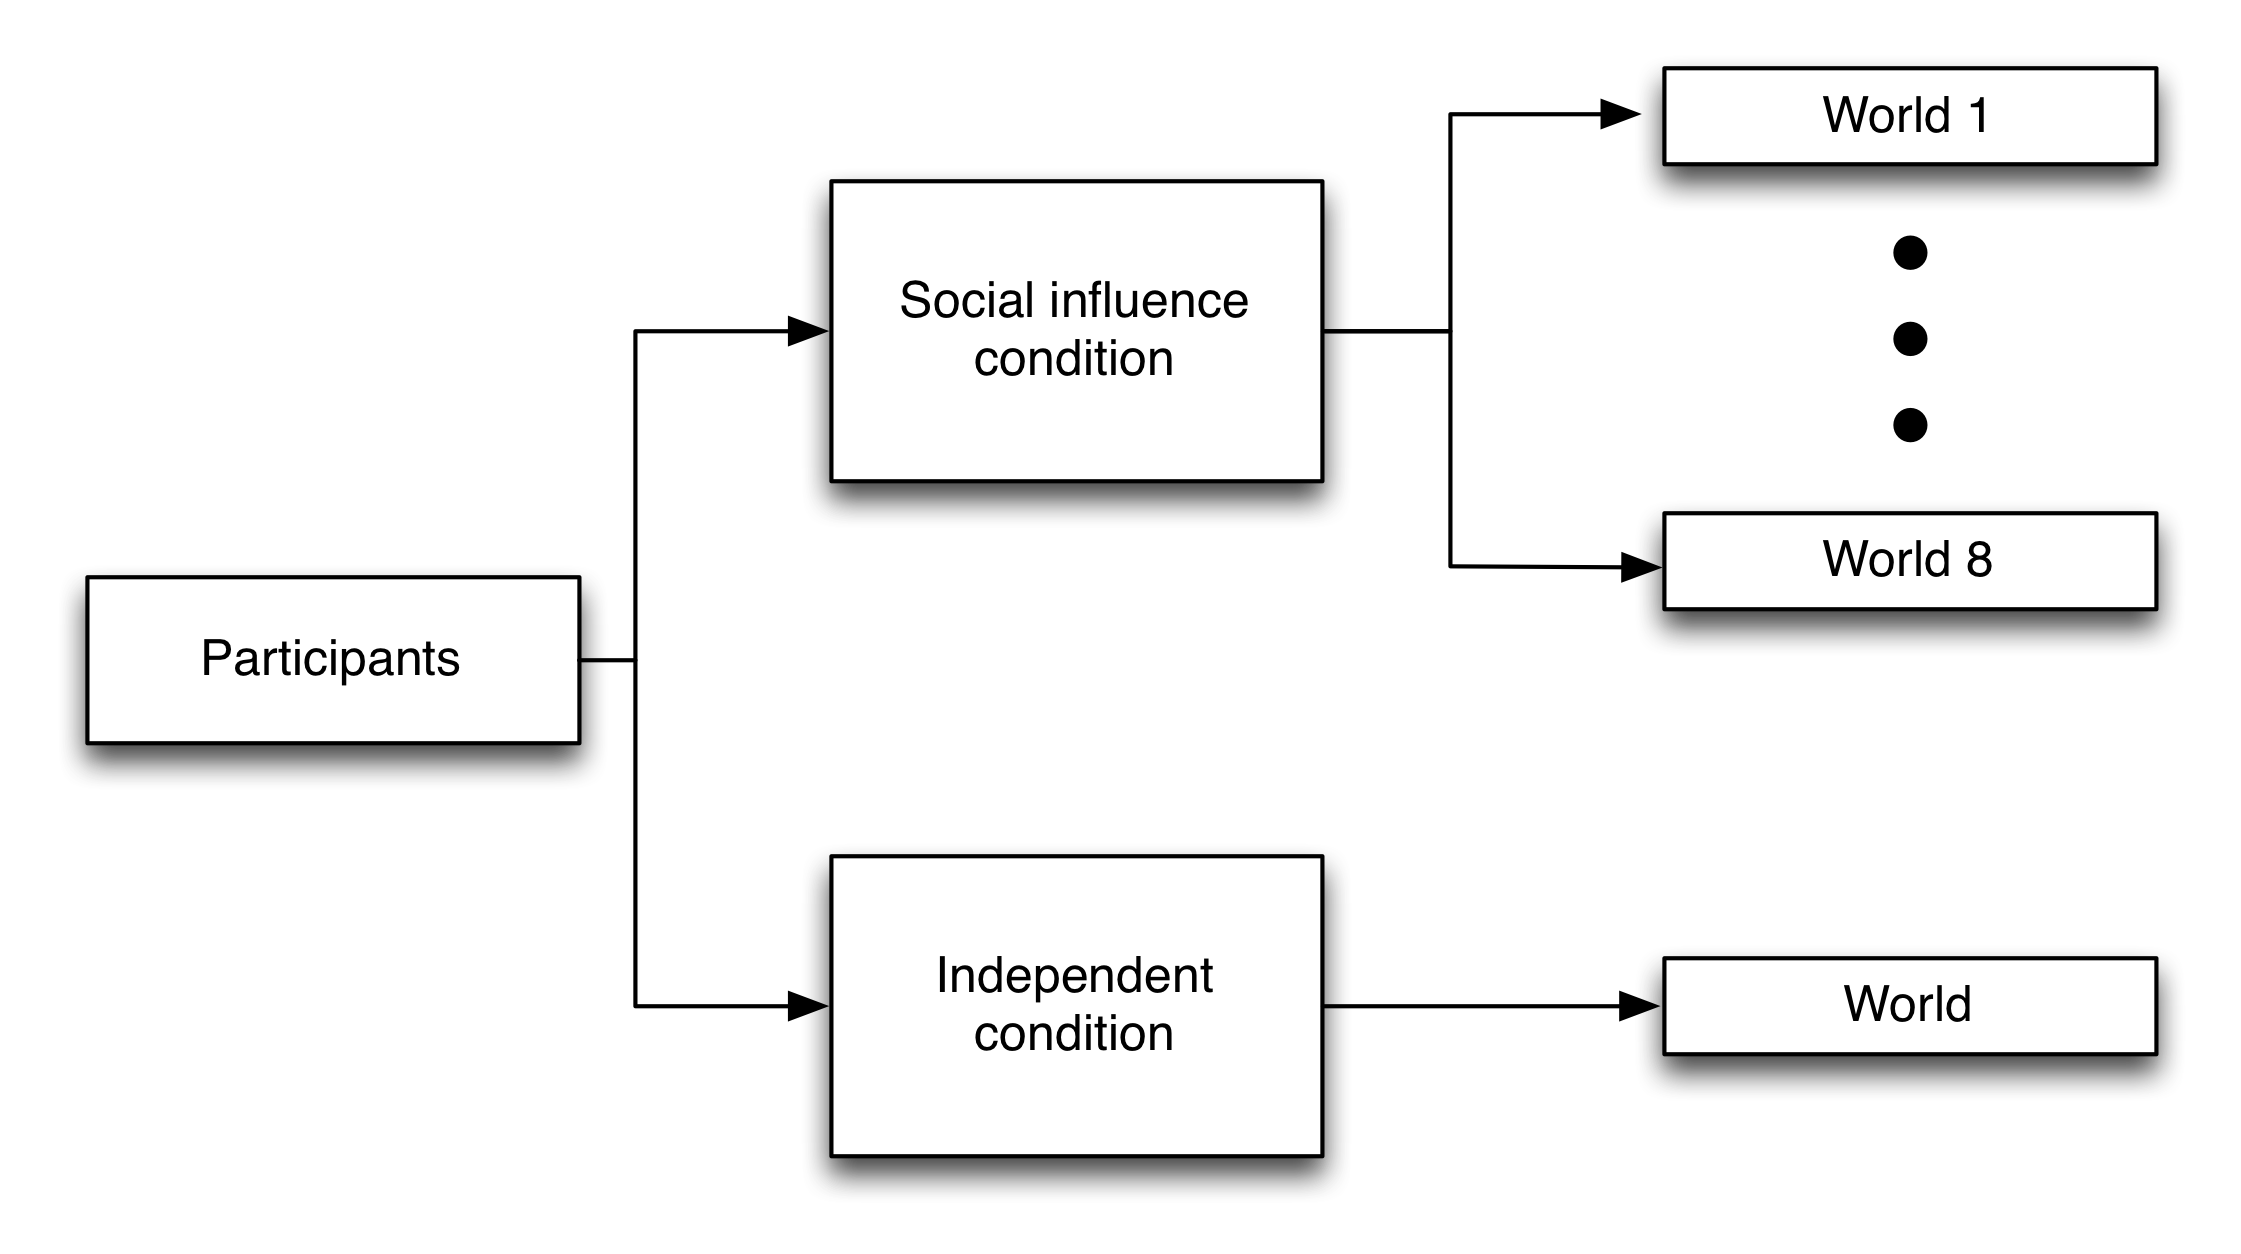 World 1
Social influence
condition
World 8
Participants
Independent
condition
World